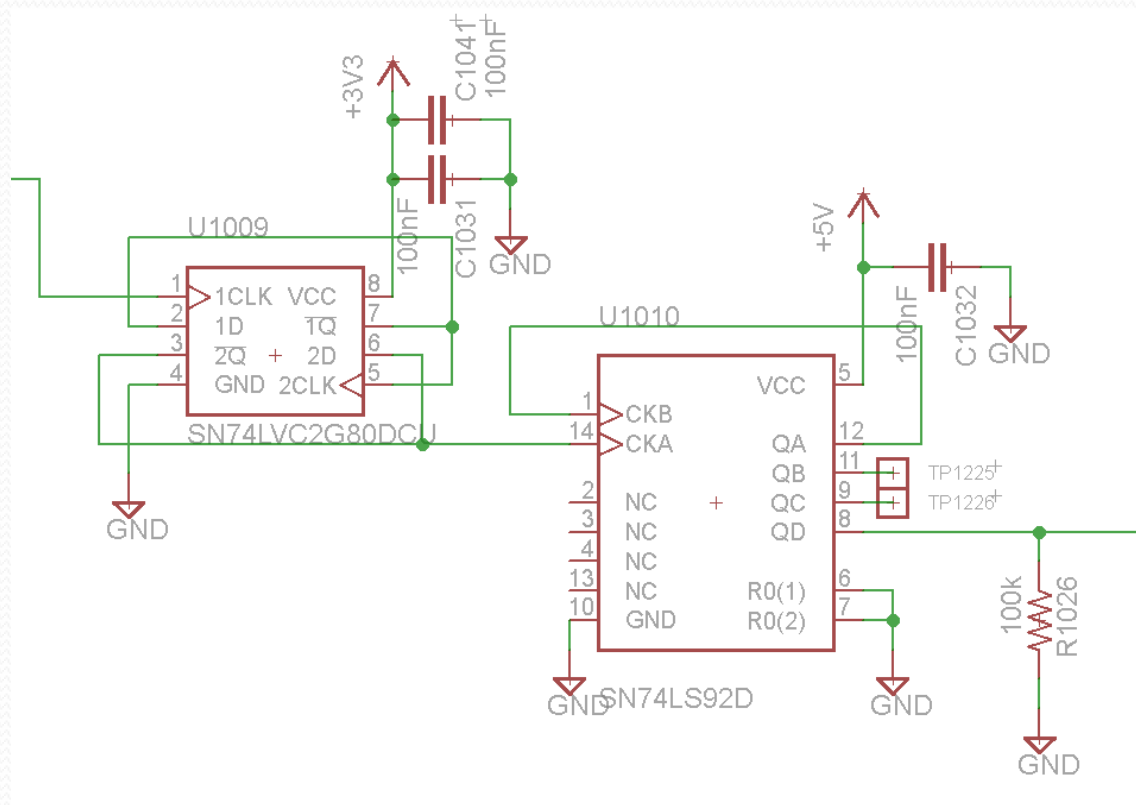 +3V3
C1041
100nF
100nF
C1031
GND
U1009
1 1CLK VCC 8
2 1D 1Q 7
3 2Q 2D 6
4 GND 2CLK 5
SN74LVC2G80DCU
GND
+5V
100nF
C1032
GND
U1010
VCC 5
1 CKB
14 CKA QA 12
QB 11 TP1225
2 NC QC 9 TP1226
3 NC QD 8
4 NC
13 NC R0(1) 6
10 GND R0(2) 7
100k
R1026
GND
SN74LS92D
GND
GND